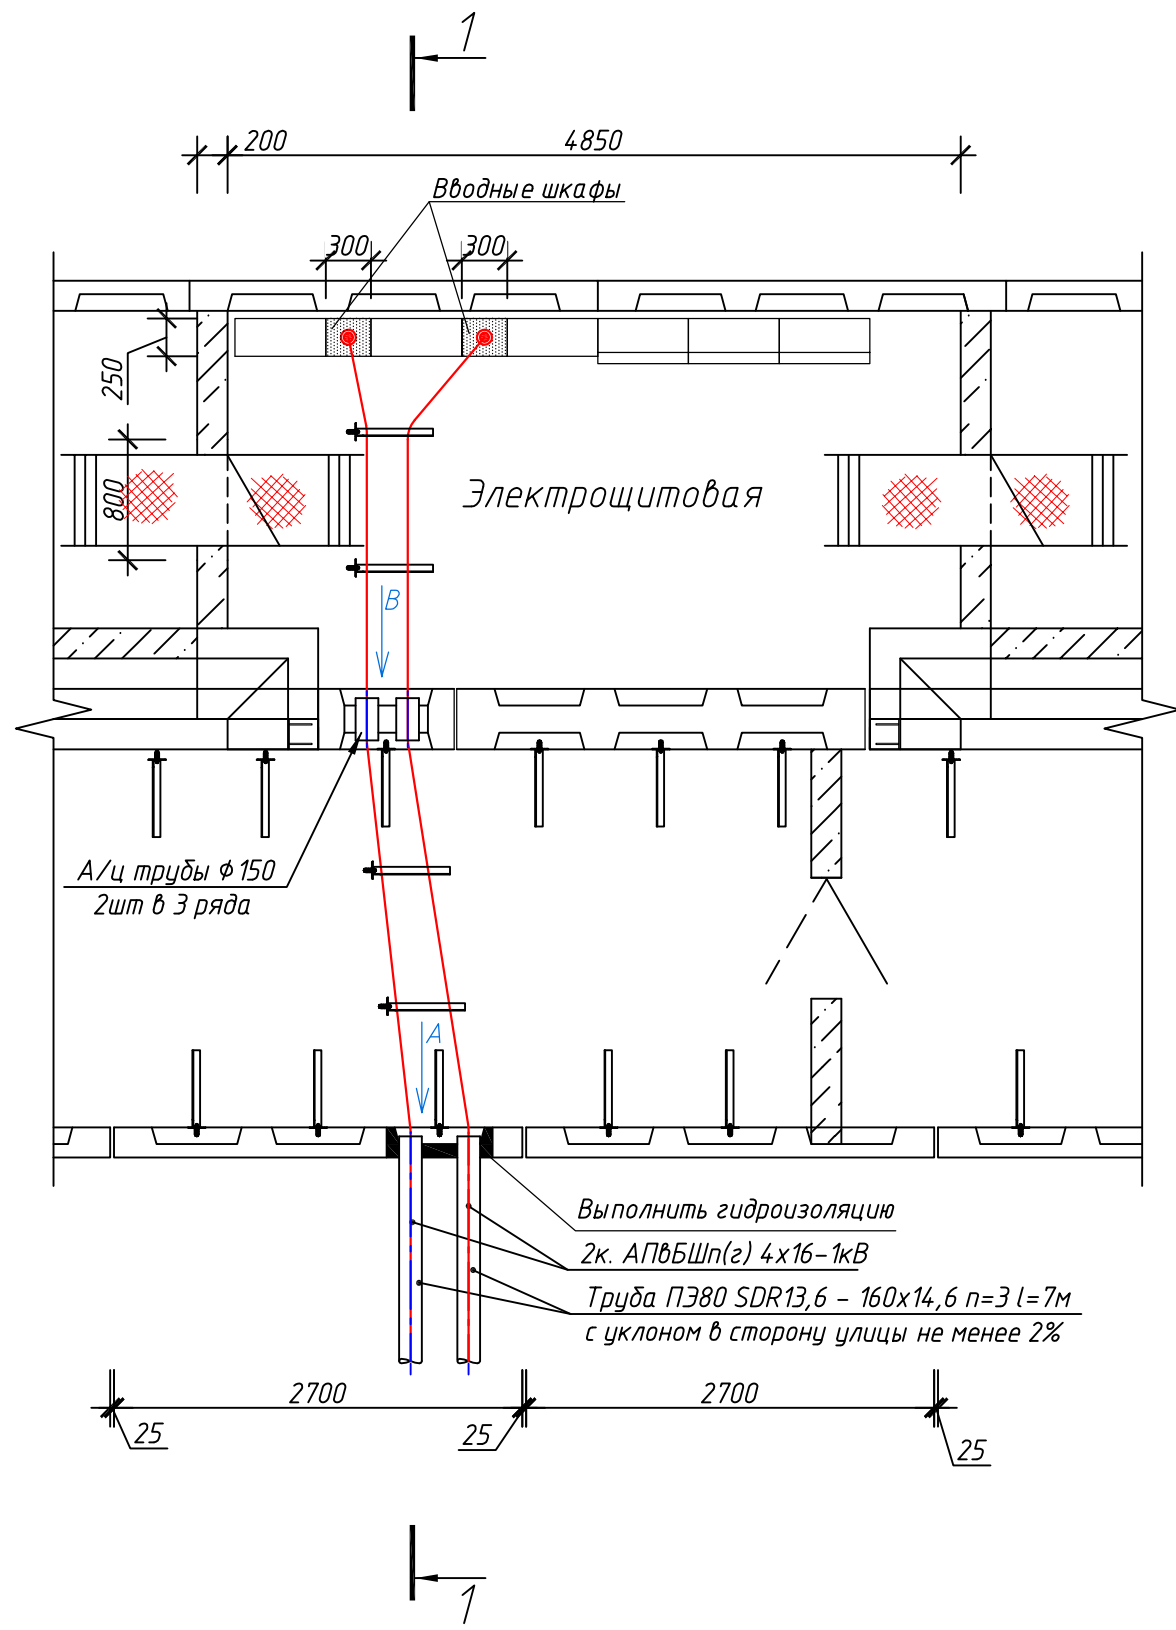 1
200
4850
Вводные шкафы
300
300
250
800
Электрощитовая
В
А/ц трубы ϕ150
2шт в 3 ряда
А
Выполнить гидроизоляцию
2к. АПвБШп(г) 4х16-1кВ
Труба ПЭ80 SDR13,6 - 160х14,6 n=3 l=7м
с уклоном в сторону улицы не менее 2%
2700
2700
25
25
25
1